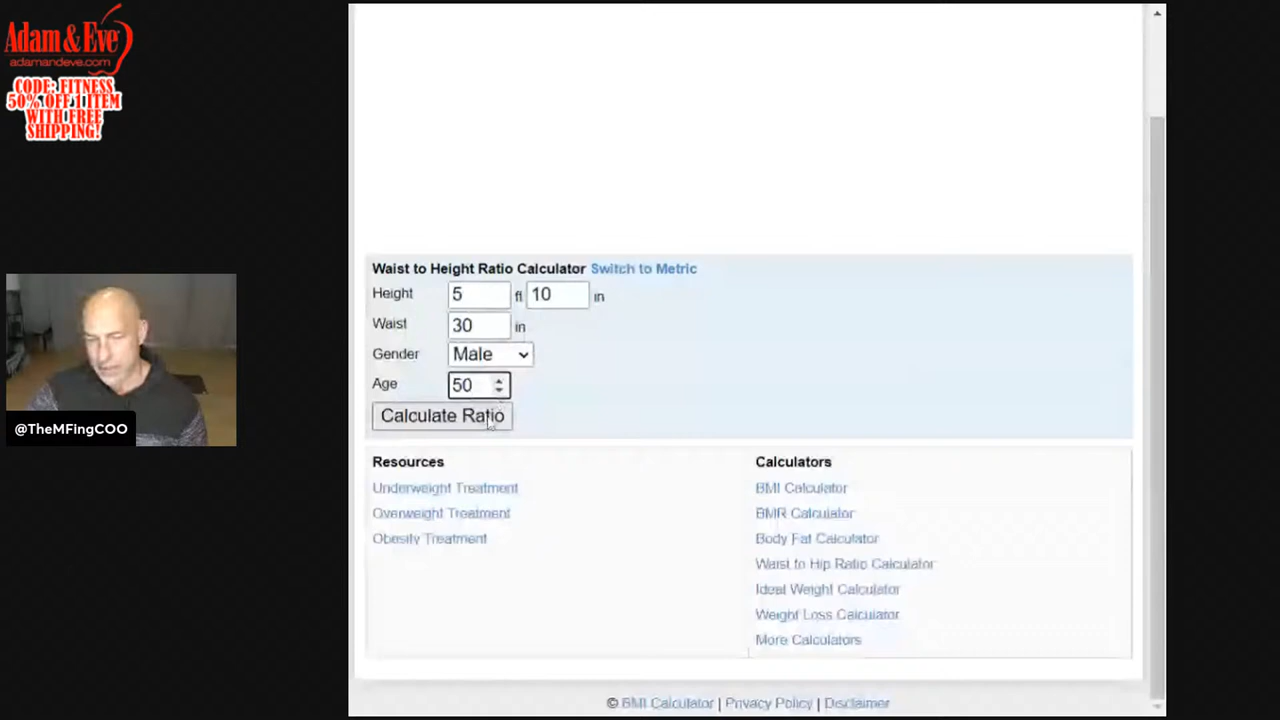 Adam & Eve
adamandeve.com
CODE: FITNESS
50% OFF 1 ITEM
WITH FREE
SHIPPING!
@TheMFingCOO
Waist to Height Ratio Calculator Switch to Metric
Height 5 ft 10 in
Waist 30 in
Gender Male
Age 50
Calculate Ratio
Resources
Underweight Treatment
Overweight Treatment
Obesity Treatment
Calculators
BMI Calculator
BMR Calculator
Body Fat Calculator
Waist to Hip Ratio Calculator
Ideal Weight Calculator
Weight Loss Calculator
More Calculators
© BMI Calculator | Privacy Policy | Disclaimer